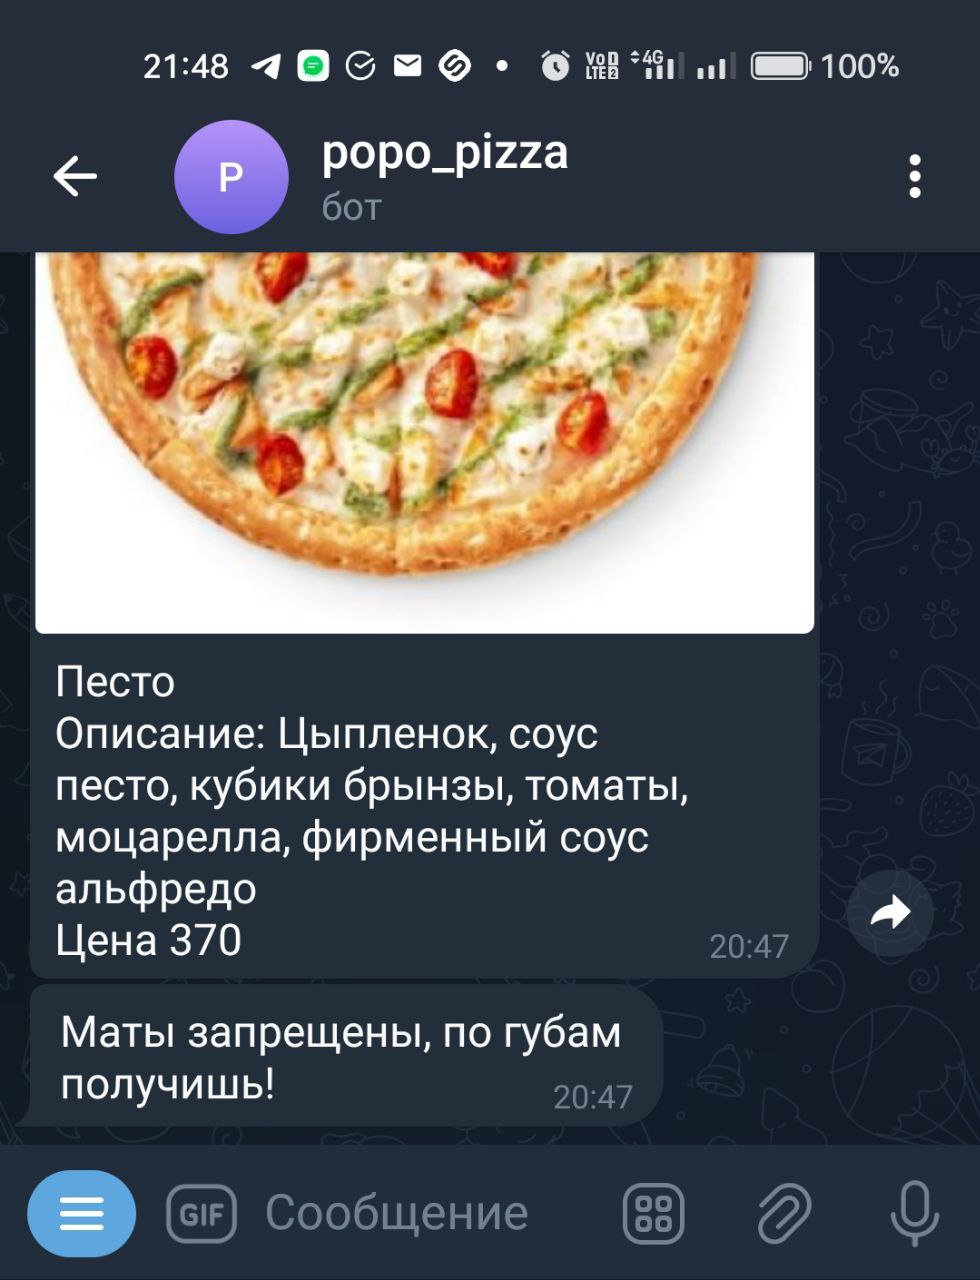 21:48 VoD LTE2 4G 100%
P
popo_pizza
бот
Песто
Описание: Цыпленок, соус
песто, кубики брынзы, томаты,
моцарелла, фирменный соус
альфредо
Цена 370
20:47
Маты запрещены, по губам
получишь!
20:47
GIF Сообщение